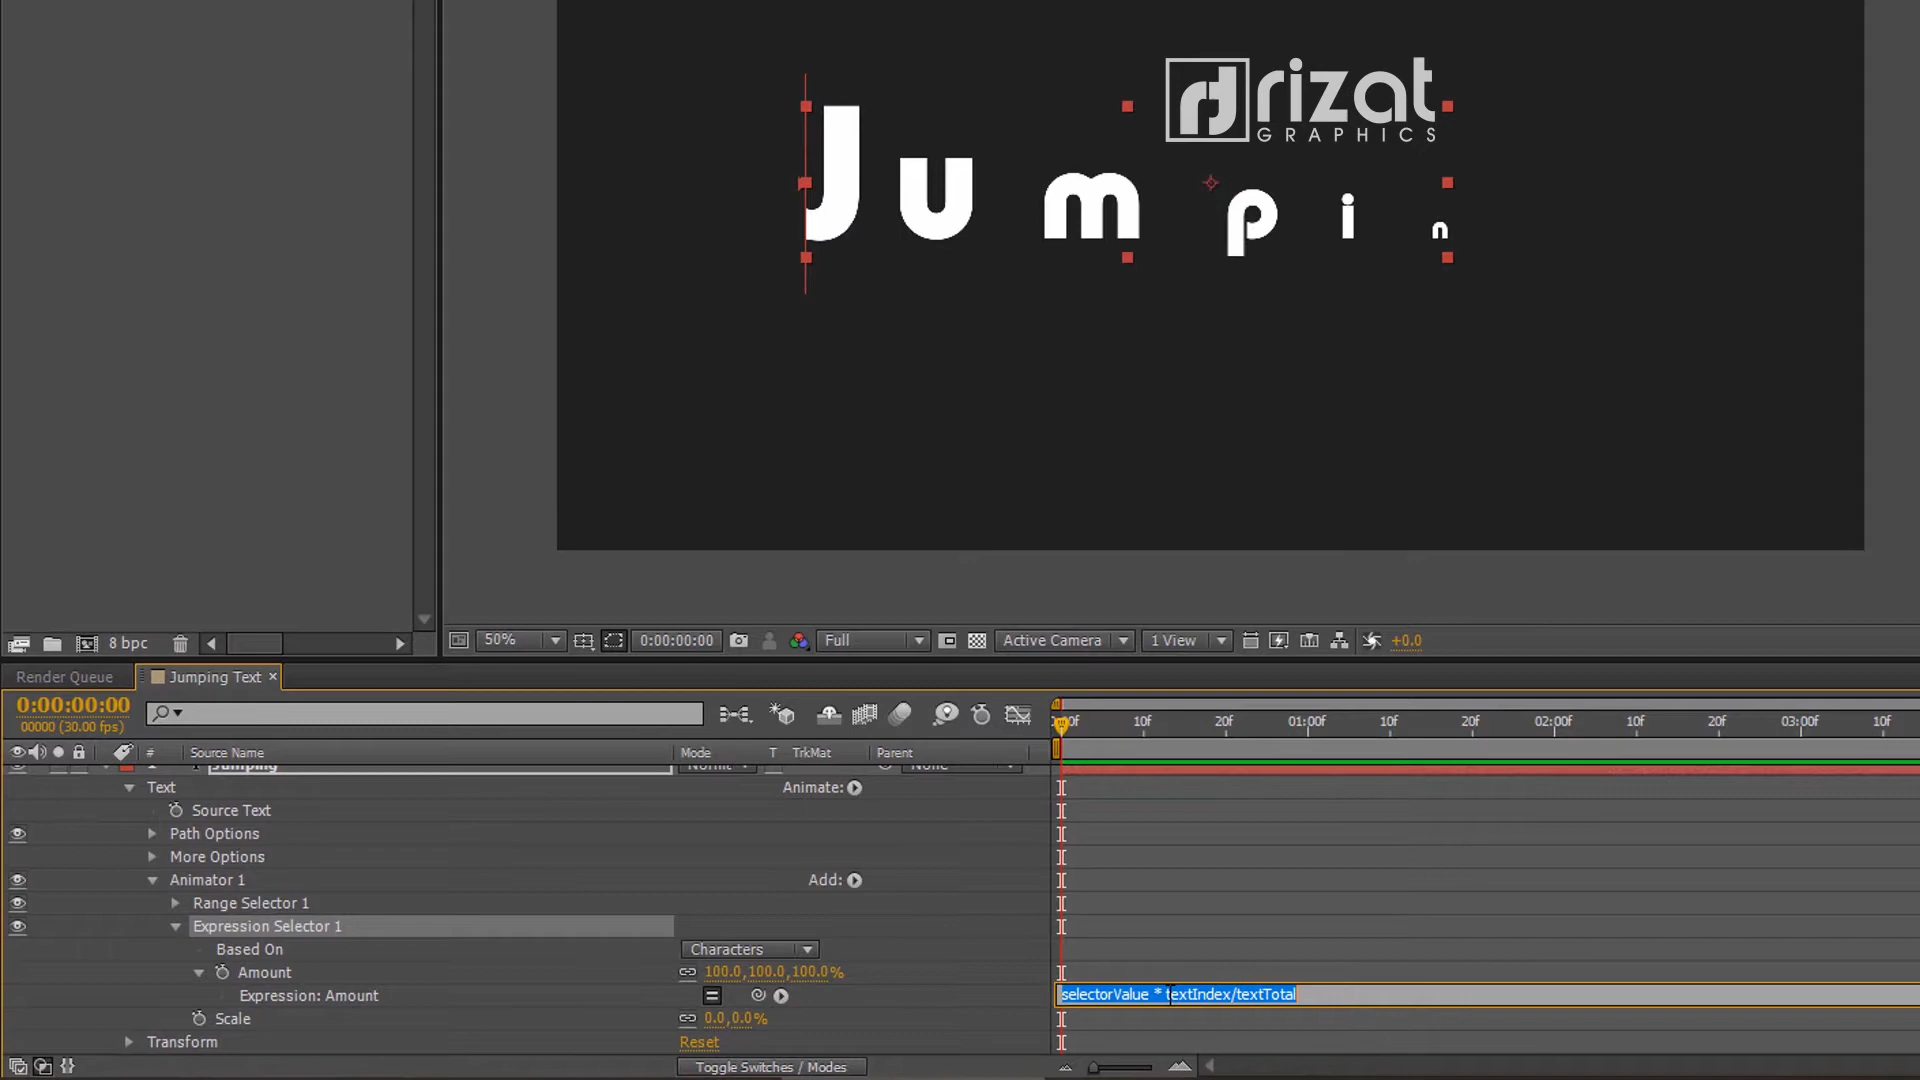 rizat
GRAPHICS
Jumpin
8 bpc
50%
0:00:00:00
Full
Active Camera
1 View
+0.0
Render Queue
Jumping Text ×
0:00:00:00
00000 (30.00 fps)
10f 20f 01:00f 10f 20f 02:00f 10f 20f 03:00f 10f
# Source Name Mode T TrkMat Parent
Jumping
Text Animate:
Source Text
Path Options
More Options
Animator 1 Add:
Range Selector 1
Expression Selector 1
Based On Characters
Amount 100.0,100.0,100.0%
Expression: Amount selectorValue * textIndex/textTotal
Scale 0.0,0.0%
Transform Reset
Toggle Switches / Modes